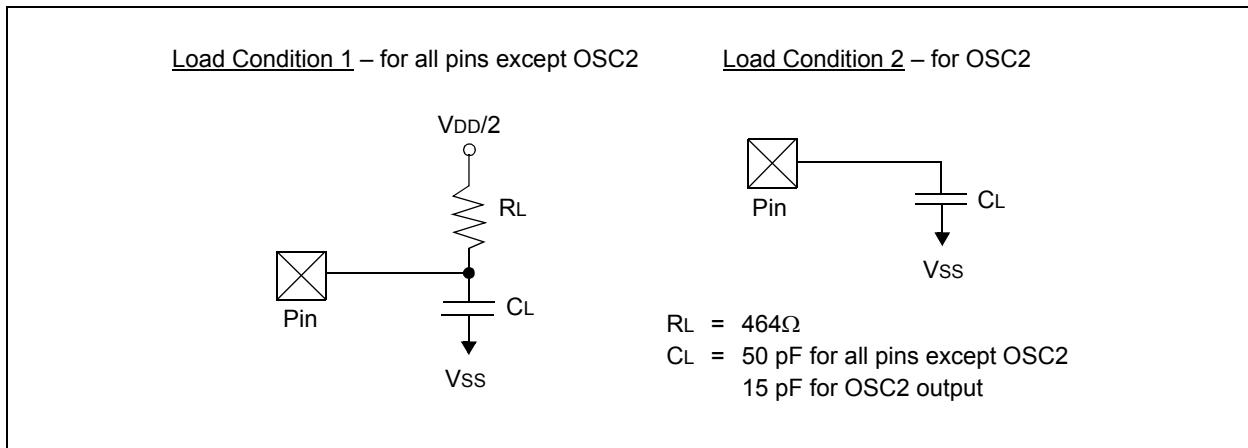 Load Condition 1 – for all pins except OSC2
VDD/2
RL
Pin
CL
VSS
Load Condition 2 – for OSC2
Pin
CL
VSS
RL = 464Ω
CL = 50 pF for all pins except OSC2
15 pF for OSC2 output